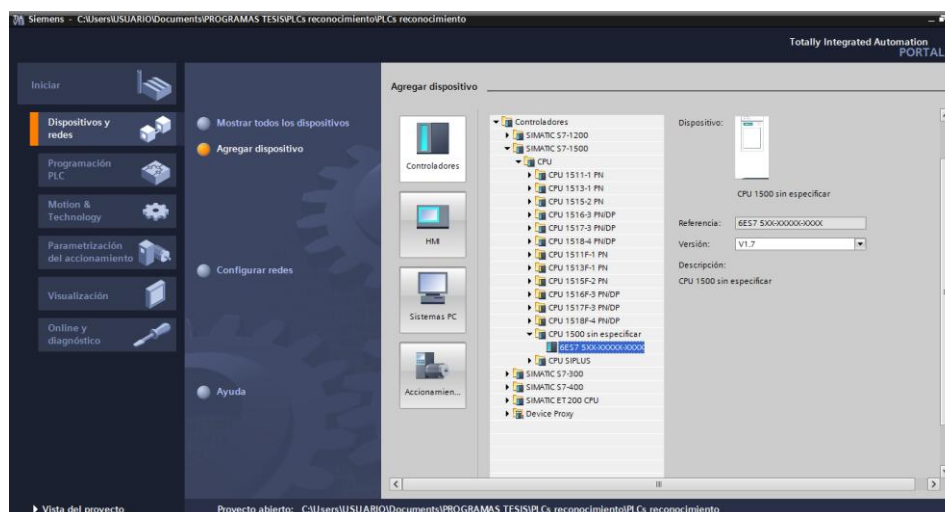 Siemens - C:\Users\USUARIO\Documents\PROGRAMAS TESIS\PLCs reconocimiento\PLCs reconocimiento
Totally Integrated Automation
PORTAL
Iniciar
Dispositivos y
redes
Programación
PLC
Motion &
Technology
Parametrización
del accionamiento
Visualización
Online y
diagnóstico
Mostrar todos los dispositivos
Agregar dispositivo
Configurar redes
Ayuda
Agregar dispositivo
Controladores
HMI
Sistemas PC
Accionamien...
Controladores
SIMATIC S7-1200
SIMATIC S7-1500
CPU
CPU 1511-1 PN
CPU 1513-1 PN
CPU 1515-2 PN
CPU 1516-3 PN/DP
CPU 1517-3 PN/DP
CPU 1518-4 PN/DP
CPU 1511F-1 PN
CPU 1513F-1 PN
CPU 1515F-2 PN
CPU 1516F-3 PN/DP
CPU 1517F-3 PN/DP
CPU 1518F-4 PN/DP
CPU 1500 sin especificar
6ES7 5XX-XXXXX-XXXX
CPU SIPLUS
SIMATIC S7-300
SIMATIC S7-400
SIMATIC ET 200 CPU
Device Proxy
Dispositivo:
CPU 1500 sin especificar
Referencia: 6ES7 5XX-XXXXX-XXXX
Versión: V1.7
Descripción:
CPU 1500 sin especificar
Vista del proyecto
Proyecto abierto: C:\Users\USUARIO\Documents\PROGRAMAS TESIS\PLCs reconocimiento\PLCs reconocimiento